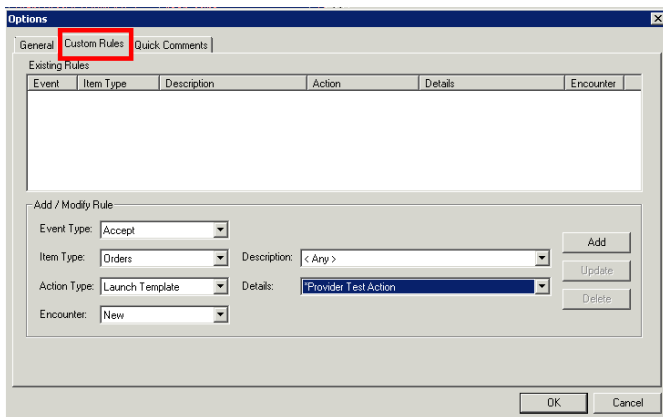 Options
General Custom Rules Quick Comments
Existing Rules
Event Item Type Description Action Details Encounter
Add / Modify Rule
Event Type: Accept
Item Type: Orders Description: < Any > Add
Action Type: Launch Template Details: *Provider Test Action Update
Encounter: New Delete
OK Cancel